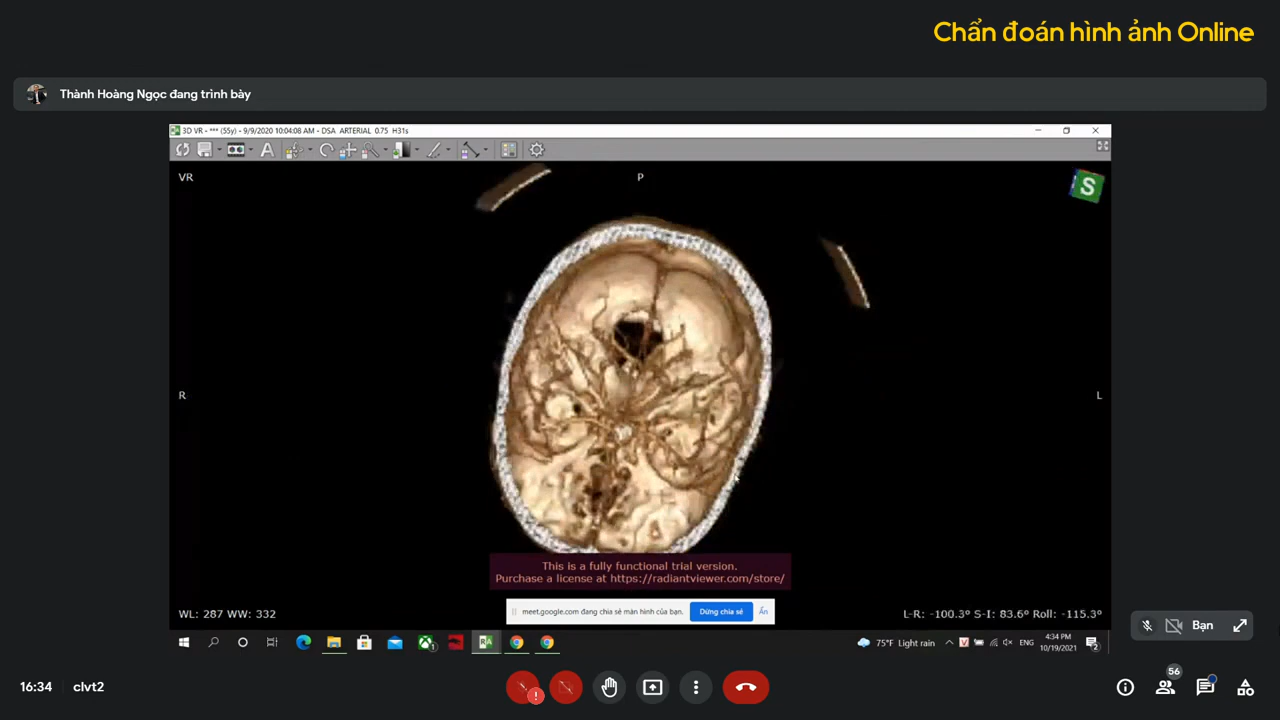 Chẩn đoán hình ảnh Online
Thành Hoàng Ngọc đang trình bày
3D VR - *** (55y) - 9/9/2020 10:04:08 AM - DSA ARTERIAL 0.75 H31s
VR
P
S
R
L
This is a fully functional trial version.
Purchase a license at https://radiantviewer.com/store/
meet.google.com đang chia sẻ màn hình của bạn.
Dừng chia sẻ
Ẩn
WL: 287 WW: 332
L-R: -100.3° S-I: 83.6° Roll: -115.3°
Bạn
75°F Light rain
ENG
4:34 PM
10/19/2021
2
16:34
clvt2
56